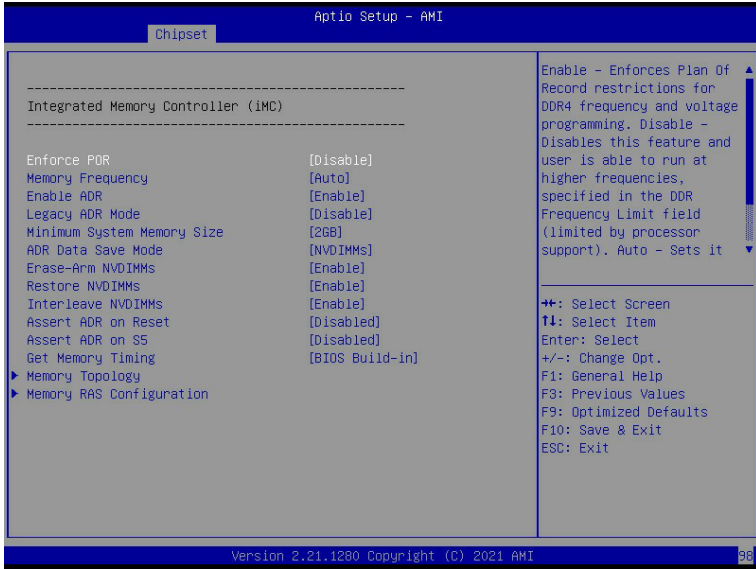 Aptio Setup – AMI
Chipset
------------------------------------------------
Integrated Memory Controller (iMC)
------------------------------------------------
Enforce POR [Disable]
Memory Frequency [Auto]
Enable ADR [Enable]
Legacy ADR Mode [Disable]
Minimum System Memory Size [2GB]
ADR Data Save Mode [NVDIMMs]
Erase-Arm NVDIMMs [Enable]
Restore NVDIMMs [Enable]
Interleave NVDIMMs [Enable]
Assert ADR on Reset [Disabled]
Assert ADR on S5 [Disabled]
Get Memory Timing [BIOS Build-in]
Memory Topology
Memory RAS Configuration
Enable – Enforces Plan Of
Record restrictions for
DDR4 frequency and voltage
programming. Disable –
Disables this feature and
user is able to run at
higher frequencies,
specified in the DDR
Frequency Limit field
(limited by processor
support). Auto – Sets it
→←: Select Screen
↑↓: Select Item
Enter: Select
+/-: Change Opt.
F1: General Help
F3: Previous Values
F9: Optimized Defaults
F10: Save & Exit
ESC: Exit
Version 2.21.1280 Copyright (C) 2021 AMI
98